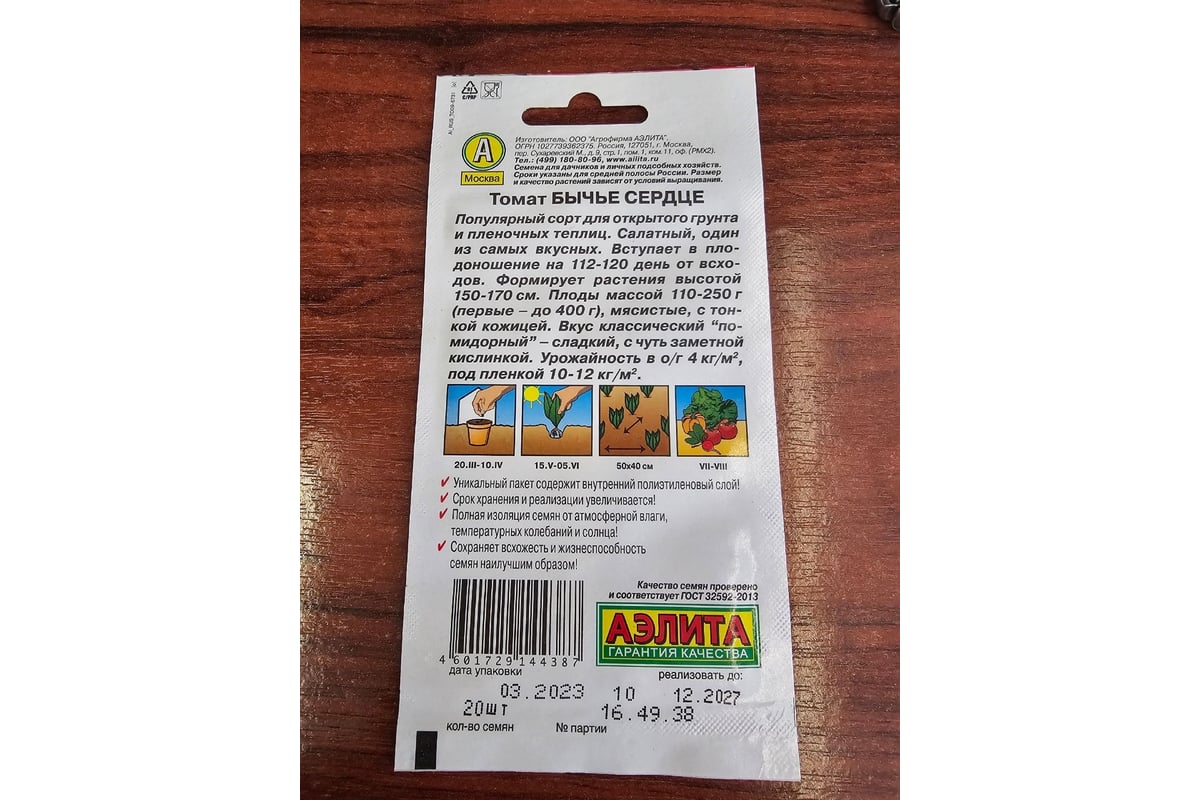 C/PAP
Изготовитель: ООО "Агрофирма АЭЛИТА",
ОГРН 1027739362375. Россия, 127051, г. Москва,
пер. Сухаревский М., д. 9, стр. I, пом. 1, ком. 11, оф. (РМХ2).
Тел.: (499) 180-80-96, www.ailita.ru
Семена для дачников и личных подсобных хозяйств.
Сроки указаны для средней полосы России. Размер
и качество растений зависят от условий выращивания.
А
Москва
Томат БЫЧЬЕ СЕРДЦЕ
Популярный сорт для открытого грунта
и пленочных теплиц. Салатный, один
из самых вкусных. Вступает в пло-
доношение на 112-120 день от всхо-
дов. Формирует растения высотой
150-170 см. Плоды массой 110-250 г
(первые – до 400 г), мясистые, с тон-
кой кожицей. Вкус классический "по-
мидорный" – сладкий, с чуть заметной
кислинкой. Урожайность в о/г 4 кг/м²,
под пленкой 10-12 кг/м².
20.III-10.IV 15.V-05.VI 50х40 см VII-VIII
Уникальный пакет содержит внутренний полиэтиленовый слой!
Срок хранения и реализации увеличивается!
Полная изоляция семян от атмосферной влаги,
температурных колебаний и солнца!
Сохраняет всхожесть и жизнеспособность
семян наилучшим образом!
Качество семян проверено
и соответствует ГОСТ 32592-2013
АЭЛИТА
ГАРАНТИЯ КАЧЕСТВА
4 601729 144387
дата упаковки реализовать до:
03.2023 10 12.2027
20шт 16.49.38
кол-во семян № партии